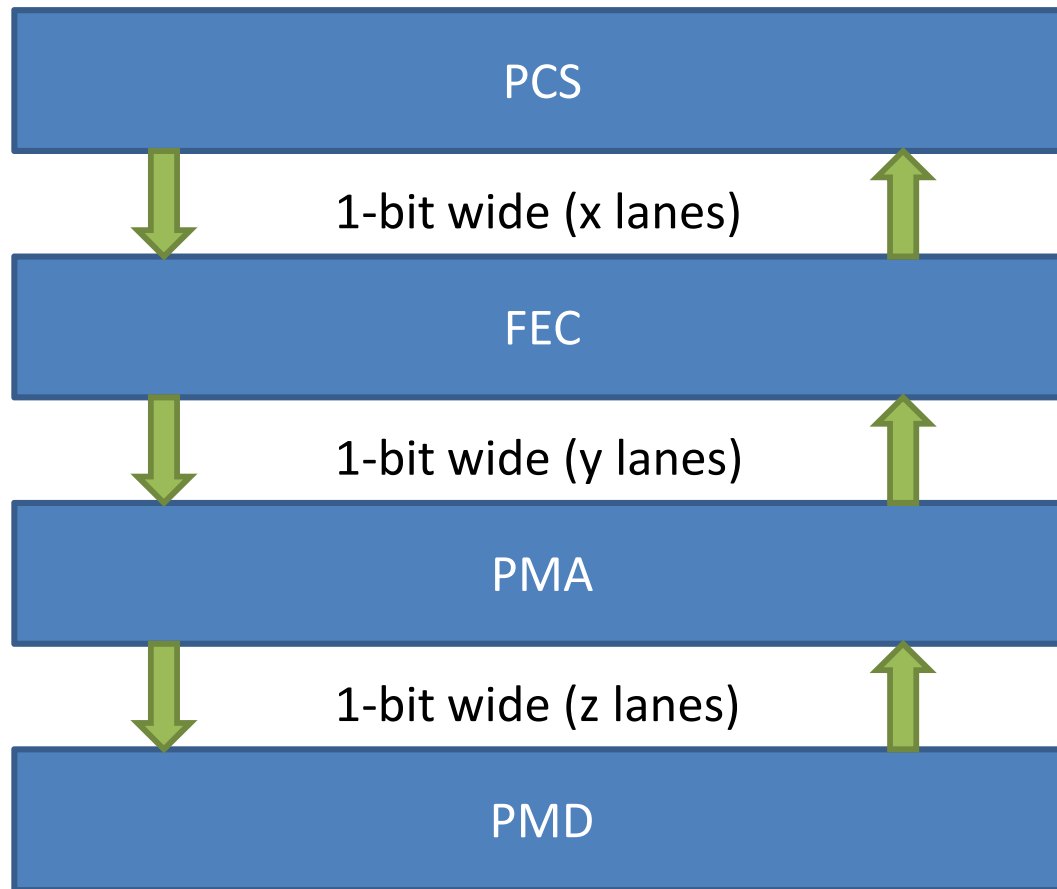 PCS
1-bit wide (x lanes)
FEC
1-bit wide (y lanes)
PMA
1-bit wide (z lanes)
PMD